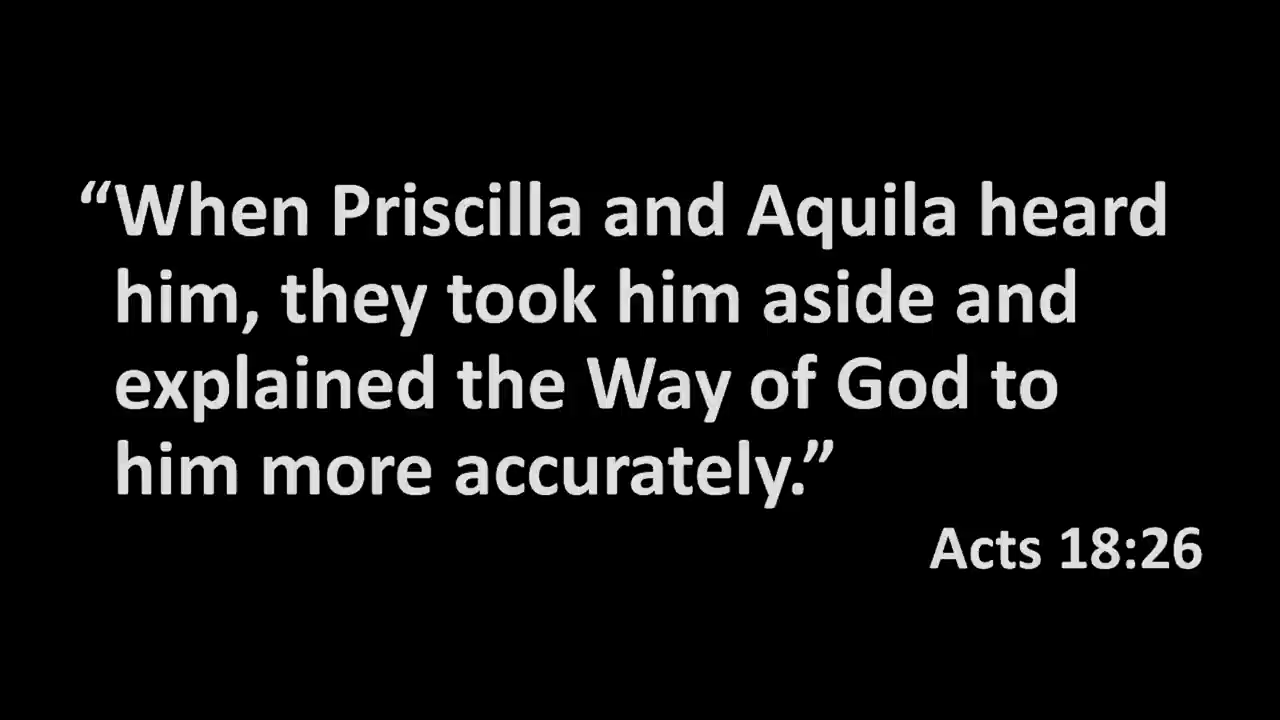 “When Priscilla and Aquila heard
him, they took him aside and
explained the Way of God to
him more accurately.”
Acts 18:26